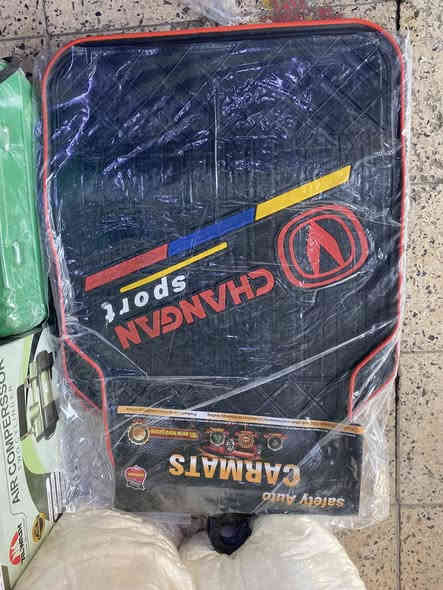 CHANGAN
sport
safety Auto
CARMATS
AIR COMPERSSOR